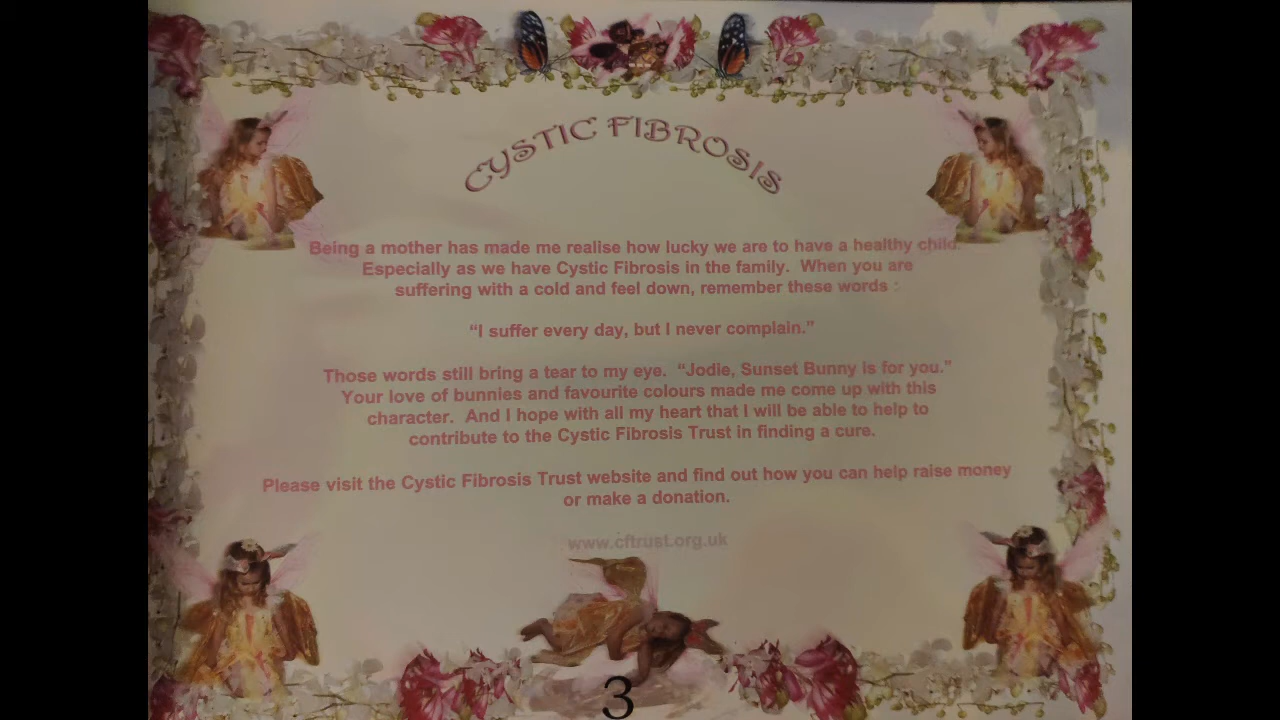 CYSTIC FIBROSIS
Being a mother has made me realise how lucky we are to have a healthy child.
Especially as we have Cystic Fibrosis in the family. When you are
suffering with a cold and feel down, remember these words :
“I suffer every day, but I never complain.”
Those words still bring a tear to my eye. “Jodie, Sunset Bunny is for you.”
Your love of bunnies and favourite colours made me come up with this
character. And I hope with all my heart that I will be able to help to
contribute to the Cystic Fibrosis Trust in finding a cure.
Please visit the Cystic Fibrosis Trust website and find out how you can help raise money
or make a donation.
www.cftrust.org.uk
3